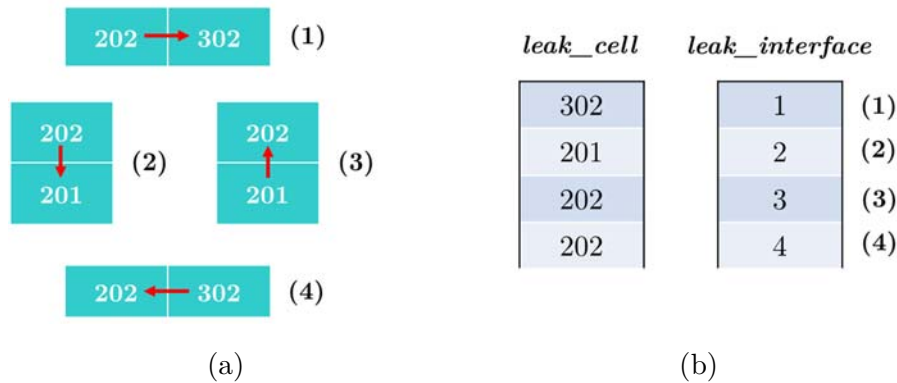 202 302 (1)
202 (2)
201
202 (3)
201
202 302 (4)
(a)
leak_cell leak_interface
302 1 (1)
201 2 (2)
202 3 (3)
202 4 (4)
(b)